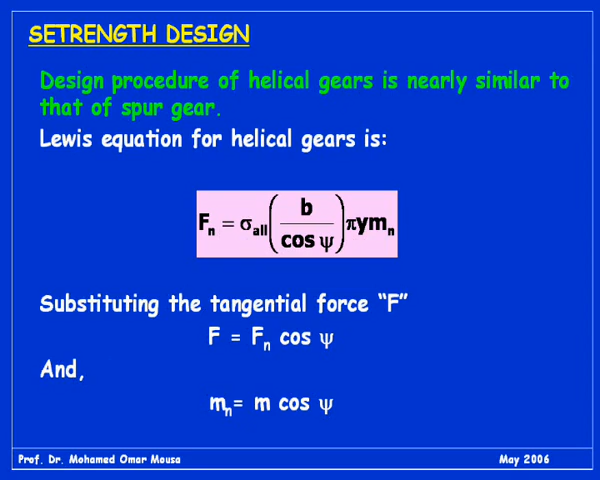 SETRENGTH DESIGN
Design procedure of helical gears is nearly similar to
that of spur gear.
Lewis equation for helical gears is:
Fₙ = σₐₗₗ (b / cos ψ) πymₙ
Substituting the tangential force “F”
F = Fₙ cos ψ
And,
mₙ= m cos ψ
Prof. Dr. Mohamed Omar Mousa May 2006